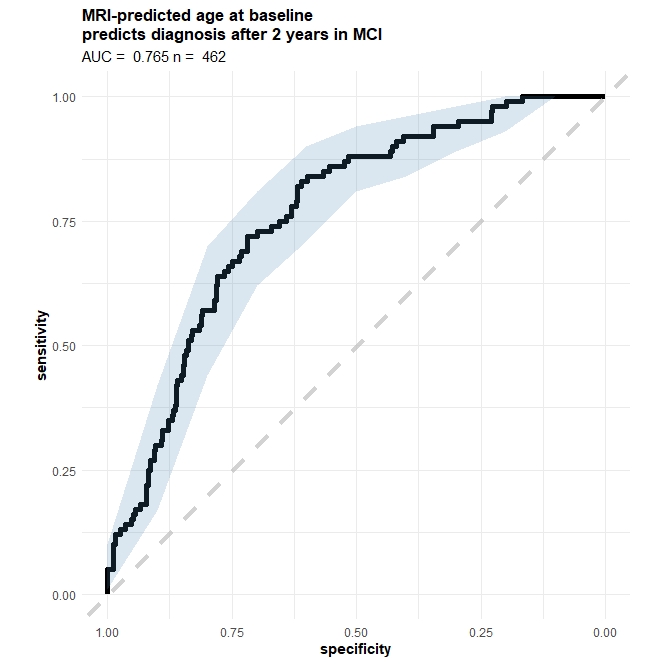 MRI-predicted age at baseline
predicts diagnosis after 2 years in MCI
AUC =  0.765 n =  462
1.00
0.75
0.50
0.25
0.00
sensitivity
1.00 0.75 0.50 0.25 0.00
specificity